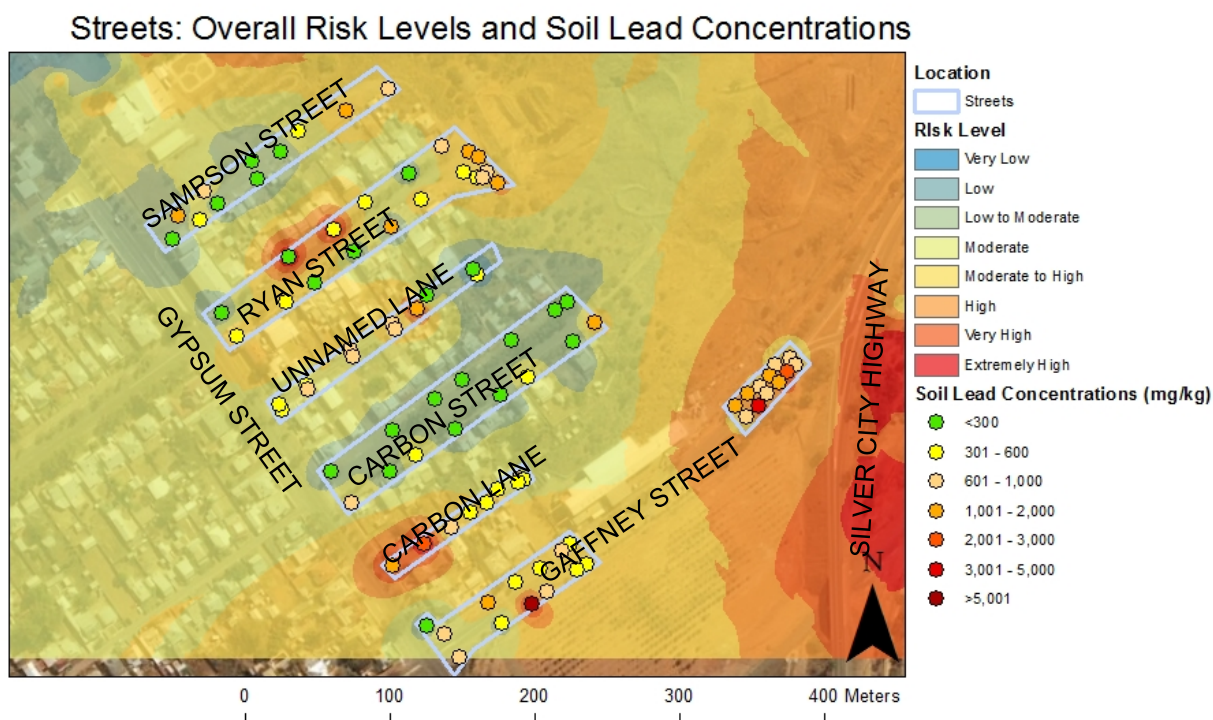 Streets: Overall Risk Levels and Soil Lead Concentrations
SAMPSON STREET
RYAN STREET
UNNAMED LANE
GYPSUM STREET
CARBON STREET
CARBON LANE
GAFFNEY STREET
SILVER CITY HIGHWAY
N
0 100 200 300 400 Meters
Location
Streets
RIsk Level
Very Low
Low
Low to Moderate
Moderate
Moderate to High
High
Very High
Extremely High
Soil Lead Concentrations (mg/kg)
<300
301 - 600
601 - 1,000
1,001 - 2,000
2,001 - 3,000
3,001 - 5,000
>5,001